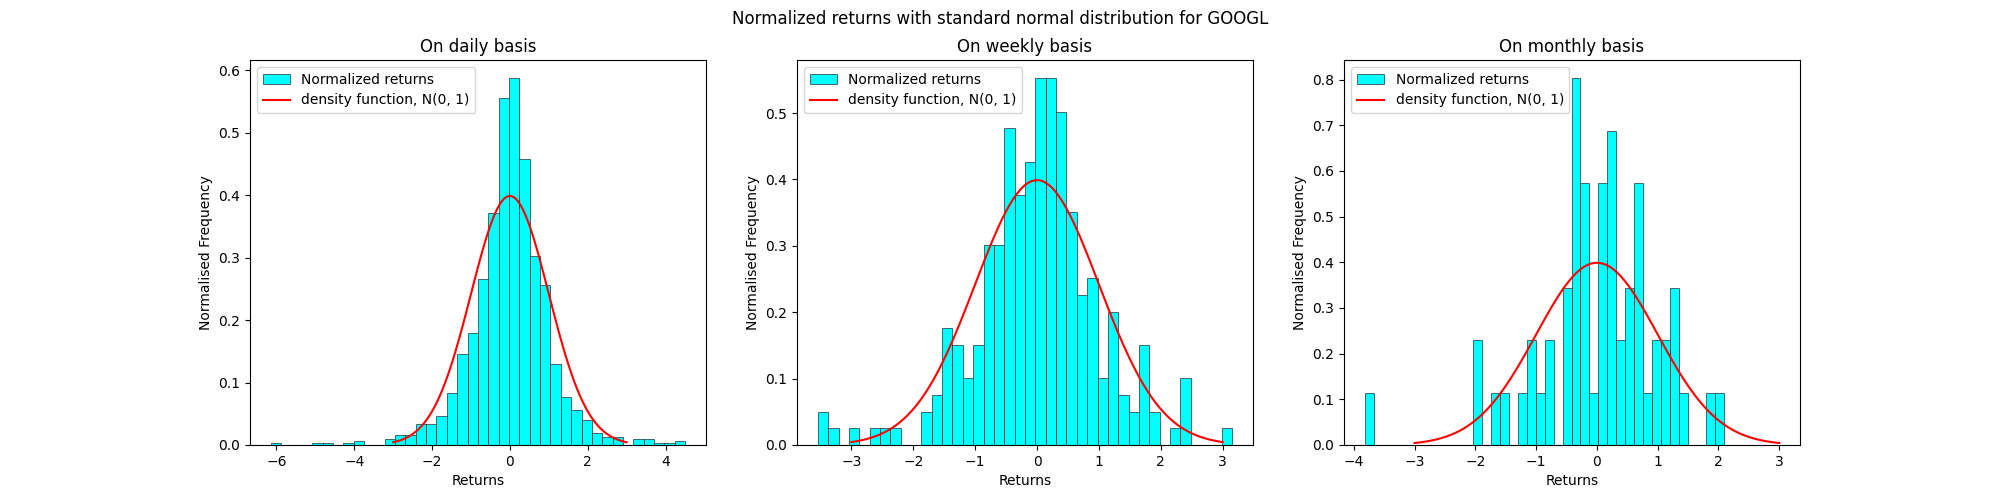 Normalized returns with standard normal distribution for GOOGL
On daily basis
Normalized returns
density function, N(0, 1)
Normalised Frequency
0.6
0.5
0.4
0.3
0.2
0.1
0.0
−6 −4 −2 0 2 4
Returns
On weekly basis
Normalized returns
density function, N(0, 1)
Normalised Frequency
0.5
0.4
0.3
0.2
0.1
0.0
−3 −2 −1 0 1 2 3
Returns
On monthly basis
Normalized returns
density function, N(0, 1)
Normalised Frequency
0.8
0.7
0.6
0.5
0.4
0.3
0.2
0.1
0.0
−4 −3 −2 −1 0 1 2 3
Returns